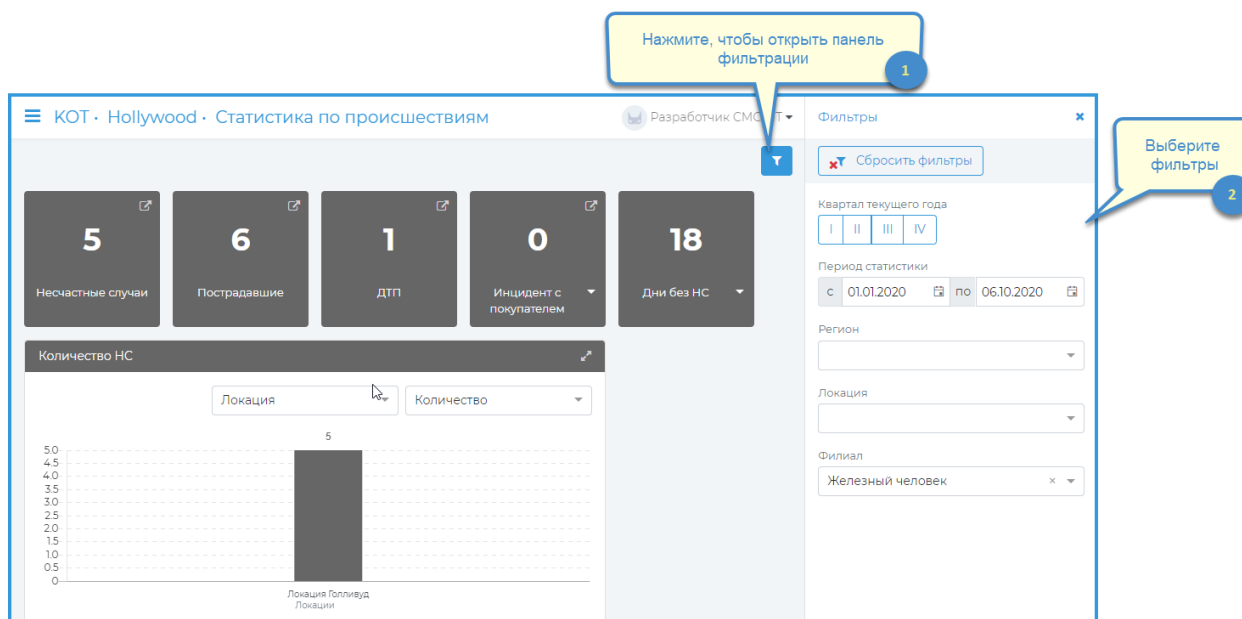 Нажмите, чтобы открыть панель
фильтрации
1
КОТ · Hollywood · Статистика по происшествиям
Разработчик СМО
Т
Фильтры
Выберите
фильтры
2
Сбросить фильтры
5
Несчастные случаи
6
Пострадавшие
1
ДТП
0
Инцидент с
покупателем
18
Дни без НС
Квартал текущего года
I II III IV
Период статистики
с 01.01.2020 по 06.10.2020
Регион
Локация
Филиал
Железный человек
Количество НС
Локация
Количество
5
5.0
4.5
4.0
3.5
3.0
2.5
2.0
1.5
1.0
0.5
0
Локация Голливуд
Локации